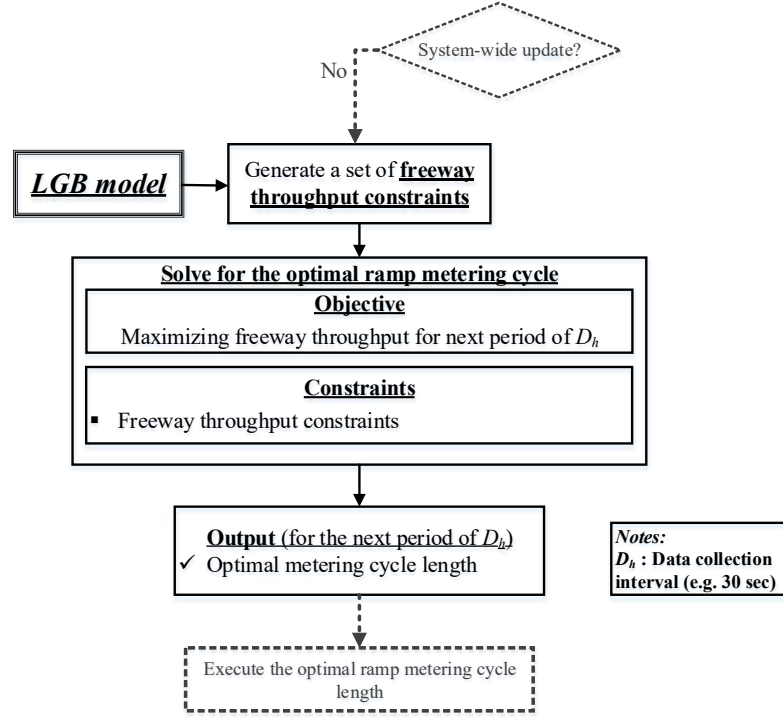 System-wide update?
No
LGB model
Generate a set of freeway
throughput constraints
Solve for the optimal ramp metering cycle
Objective
Maximizing freeway throughput for next period of Dh
Constraints
▪ Freeway throughput constraints
Output (for the next period of Dh)
✓ Optimal metering cycle length
Notes:
Dh : Data collection
interval (e.g. 30 sec)
Execute the optimal ramp metering cycle
length